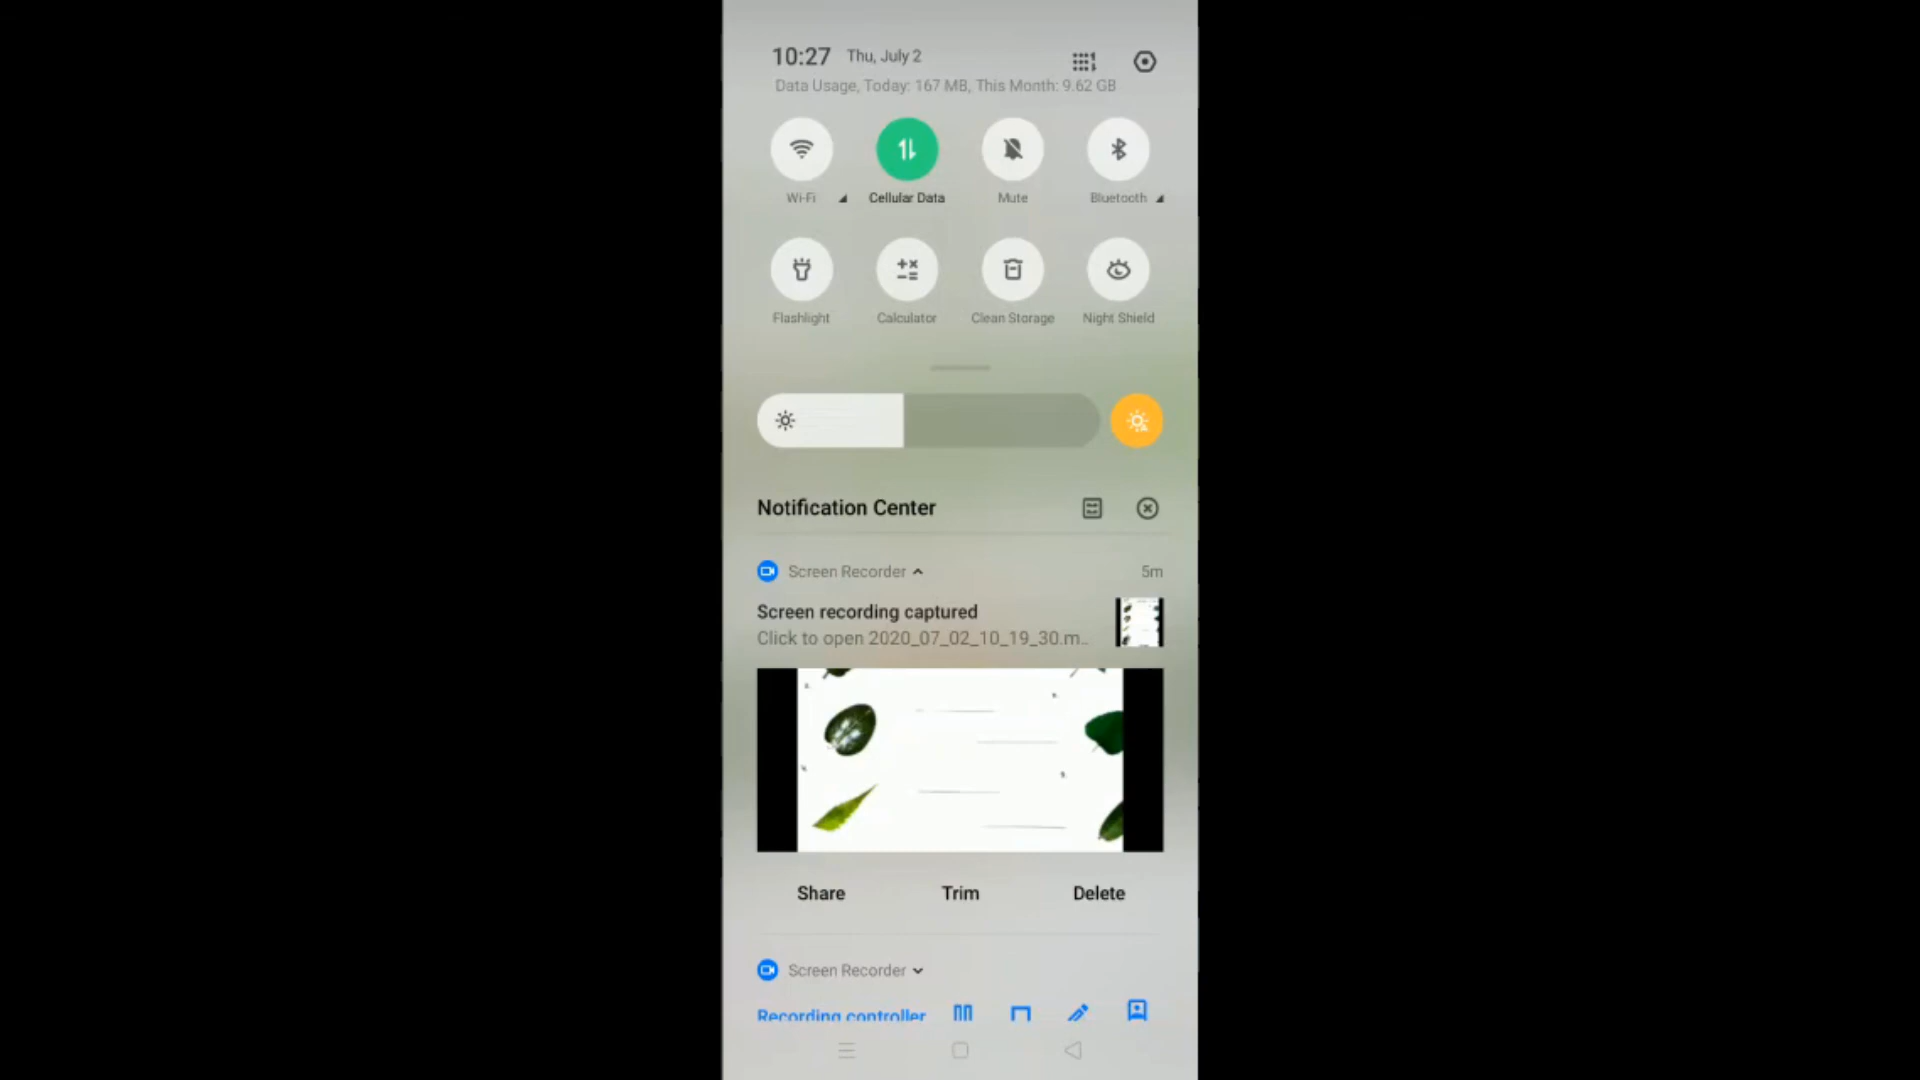 10:27 Thu, July 2
Data Usage, Today: 167 MB, This Month: 9.62 GB
Wi-Fi Cellular Data Mute Bluetooth
Flashlight Calculator Clean Storage Night Shield
Notification Center
Screen Recorder 5m
Screen recording captured
Click to open 2020_07_02_10_19_30.m..
Share Trim Delete
Screen Recorder
Recording controller